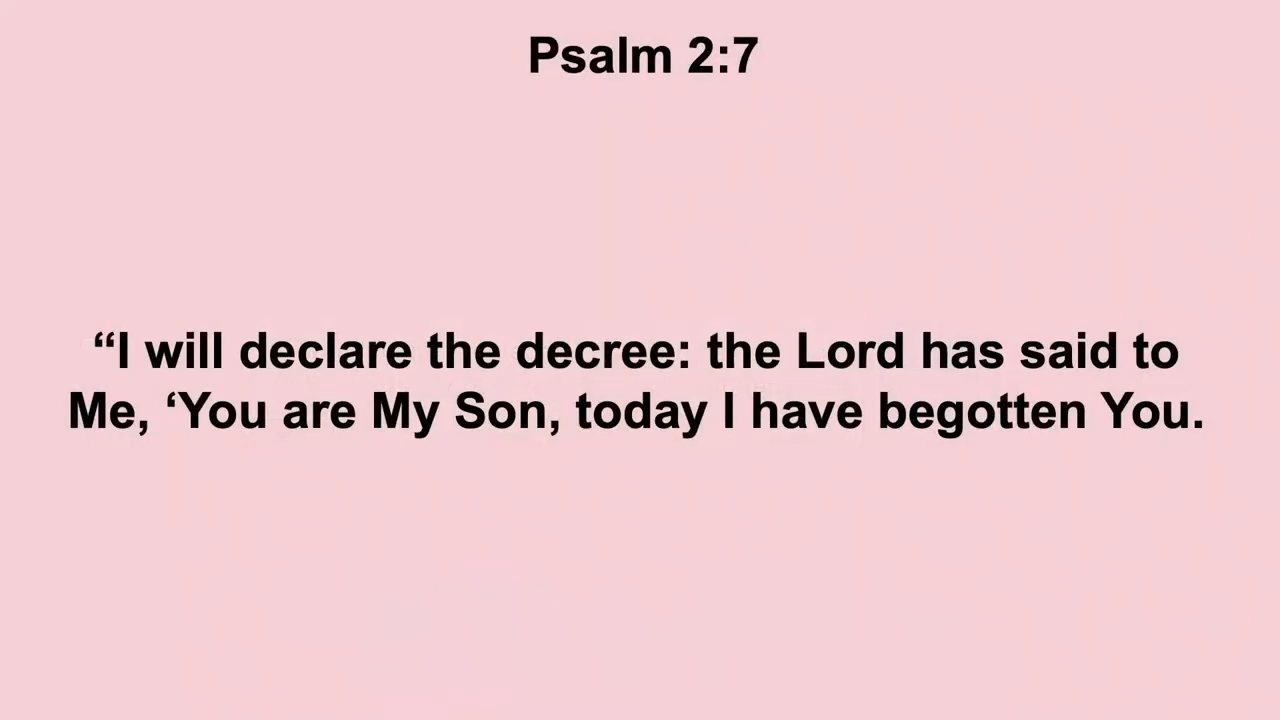 Psalm 2:7
“I will declare the decree: the Lord has said to
Me, ‘You are My Son, today I have begotten You.